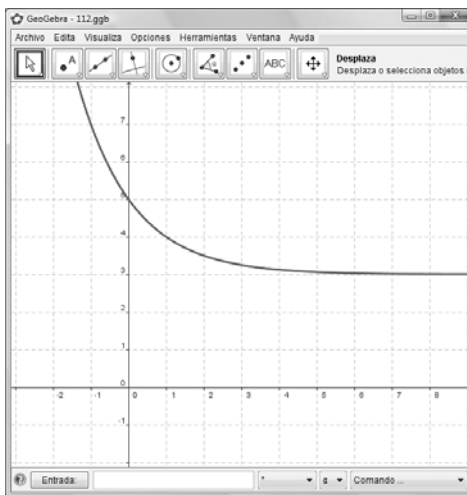 GeoGebra - 112.ggb
Archivo Edita Visualiza Opciones Herramientas Ventana Ayuda
A
ABC
Desplaza
Desplaza o selecciona objetos
7
6
5
4
3
2
1
0
-1
-2 -1 0 1 2 3 4 5 6 7 8
Entrada:
α
Comando ...